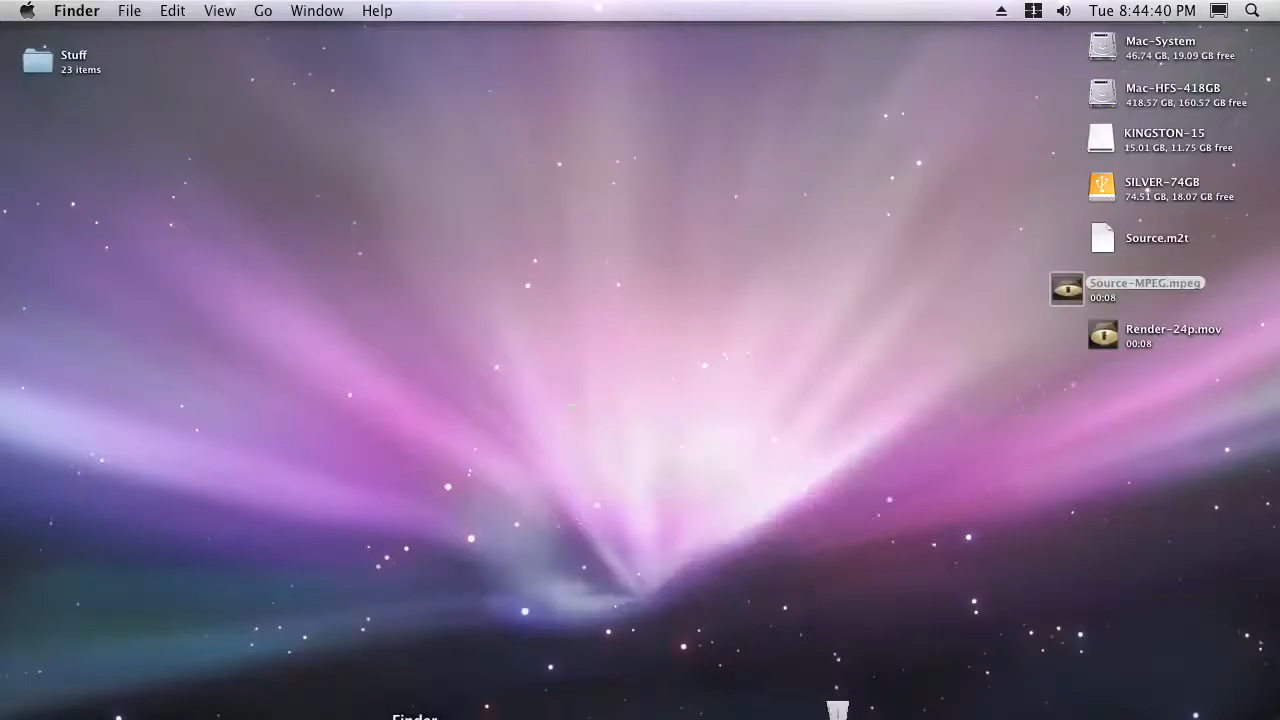 Finder File Edit View Go Window Help 1 Tue 8:44:40 PM
Stuff
23 items
Mac-System
46.74 GB, 19.09 GB free
Mac-HFS-418GB
418.57 GB, 160.57 GB free
KINGSTON-15
15.01 GB, 11.75 GB free
SILVER-74GB
74.51 GB, 18.07 GB free
Source.m2t
Source-MPEG.mpeg
00:08
Render-24p.mov
00:08
Finder